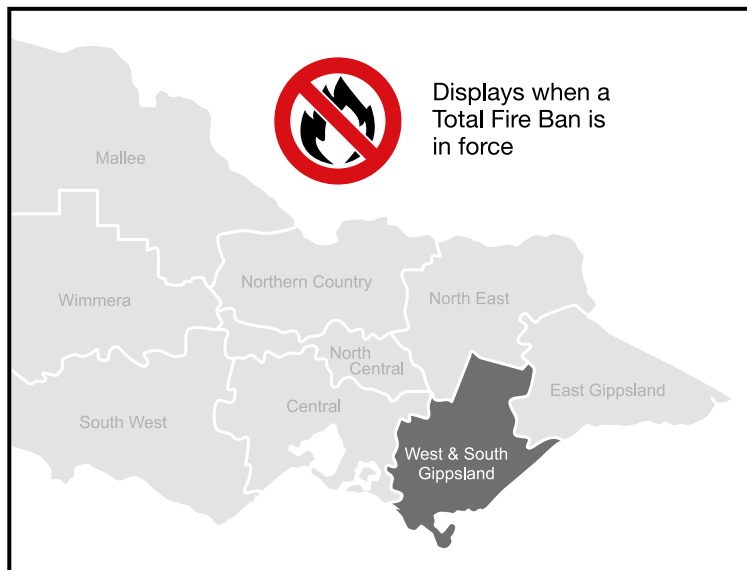 Displays when a
Total Fire Ban is
in force
Mallee
Northern Country
North East
Wimmera
North
Central
East Gippsland
Central
South West
West & South
Gippsland